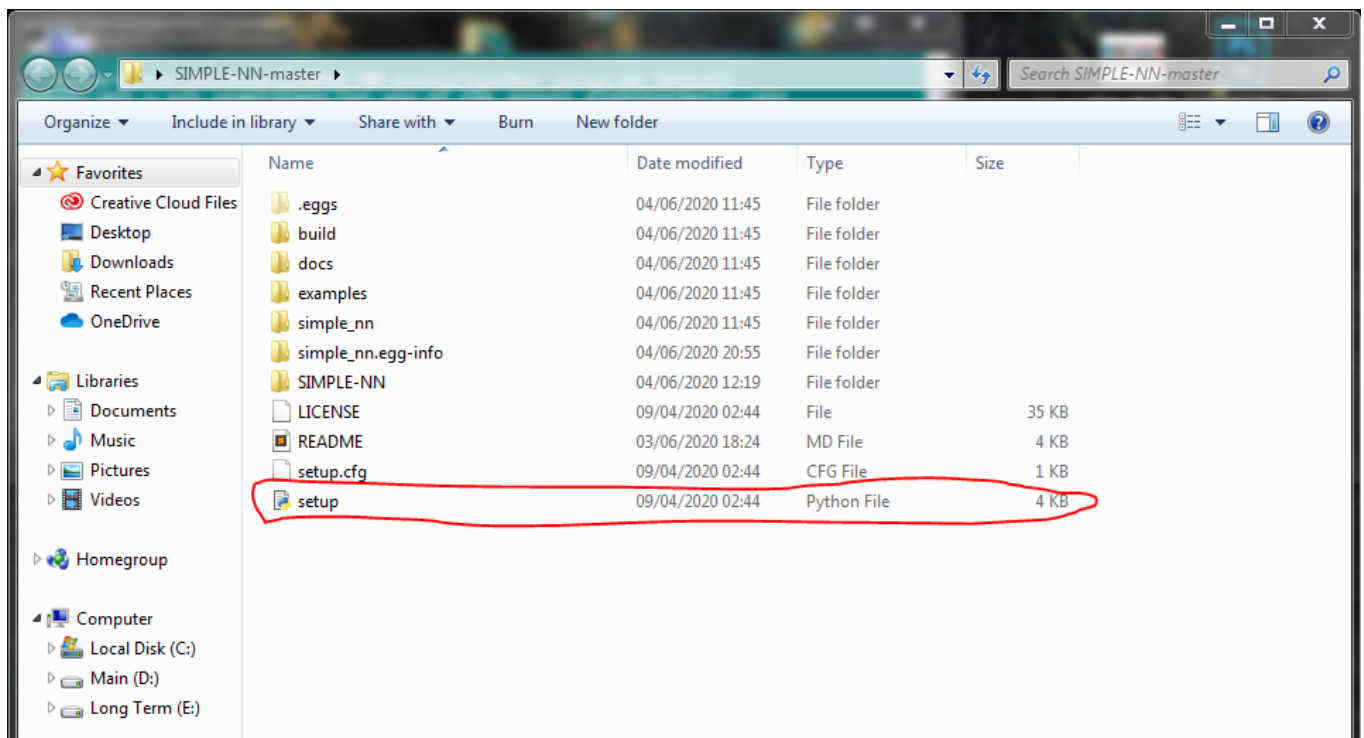 SIMPLE-NN-master
Search SIMPLE-NN-master
Organize Include in library Share with Burn New folder
Name Date modified Type Size
Favorites
Creative Cloud Files
Desktop
Downloads
Recent Places
OneDrive
Libraries
Documents
Music
Pictures
Videos
Homegroup
Computer
Local Disk (C:)
Main (D:)
Long Term (E:)
.eggs 04/06/2020 11:45 File folder
build 04/06/2020 11:45 File folder
docs 04/06/2020 11:45 File folder
examples 04/06/2020 11:45 File folder
simple_nn 04/06/2020 11:45 File folder
simple_nn.egg-info 04/06/2020 20:55 File folder
SIMPLE-NN 04/06/2020 12:19 File folder
LICENSE 09/04/2020 02:44 File 35 KB
README 03/06/2020 18:24 MD File 4 KB
setup.cfg 09/04/2020 02:44 CFG File 1 KB
setup 09/04/2020 02:44 Python File 4 KB